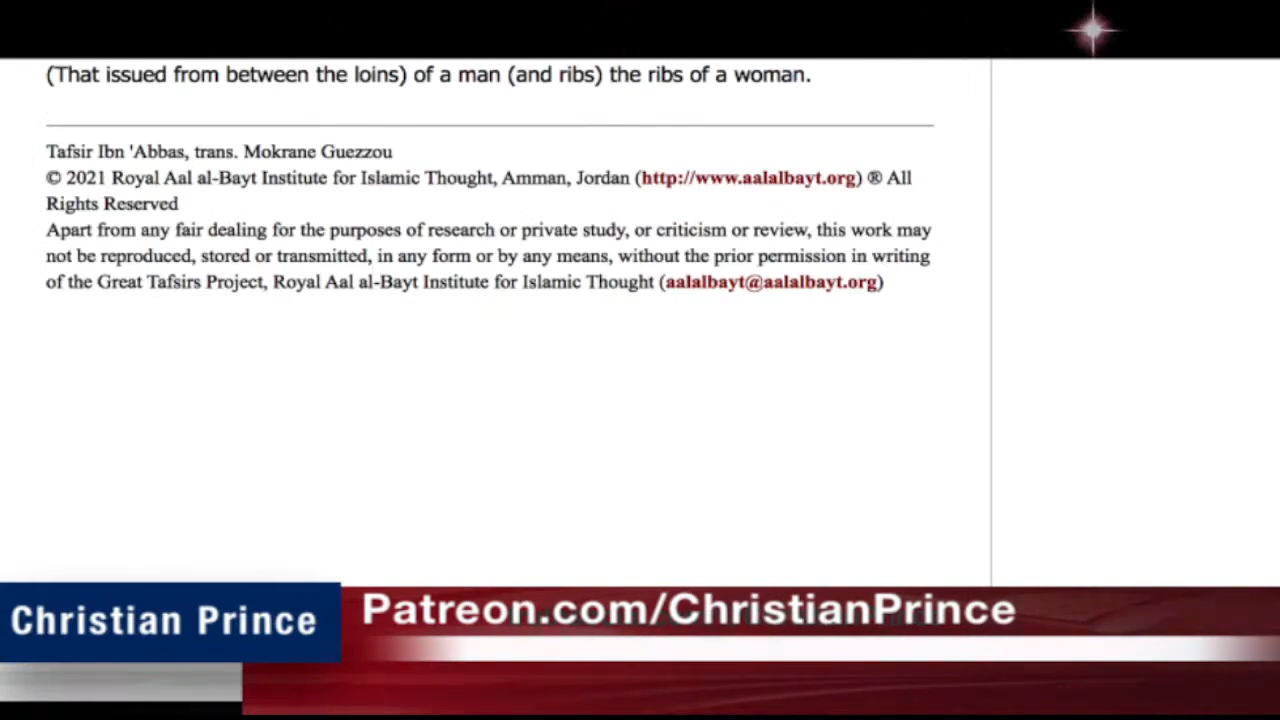 (That issued from between the loins) of a man (and ribs) the ribs of a woman.
Tafsir Ibn 'Abbas, trans. Mokrane Guezzou
© 2021 Royal Aal al-Bayt Institute for Islamic Thought, Amman, Jordan (http://www.aalalbayt.org) ® All
Rights Reserved
Apart from any fair dealing for the purposes of research or private study, or criticism or review, this work may
not be reproduced, stored or transmitted, in any form or by any means, without the prior permission in writing
of the Great Tafsirs Project, Royal Aal al-Bayt Institute for Islamic Thought (aalalbayt@aalalbayt.org)
Christian Prince
Patreon.com/ChristianPrince